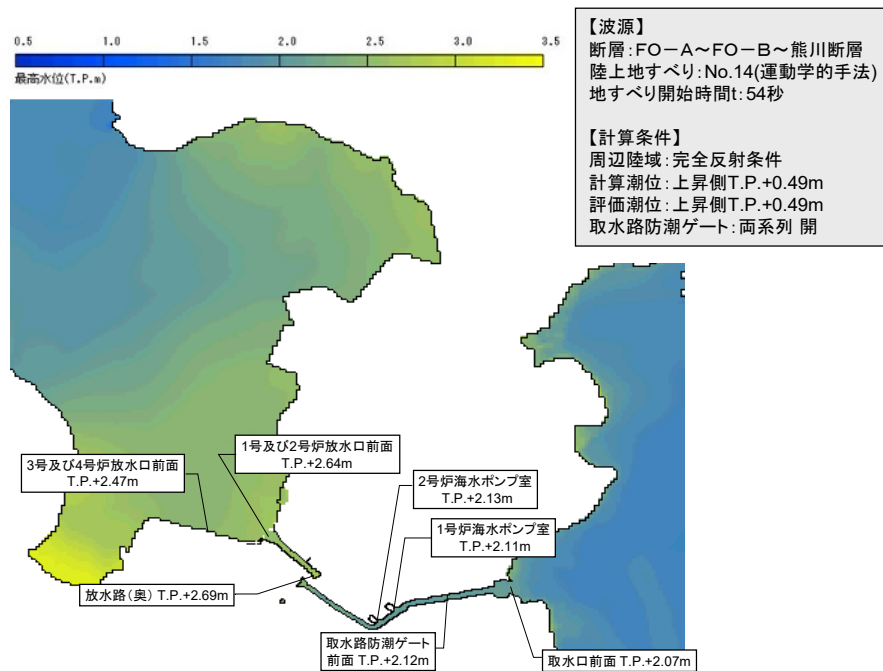 0.5 1.0 1.5 2.0 2.5 3.0 3.5
最高水位(T.P.m)
【波源】
断層:FO-A~FO-B~熊川断層
陸上地すべり:No.14(運動学的手法)
地すべり開始時間t:54秒
【計算条件】
周辺陸域:完全反射条件
計算潮位:上昇側T.P.+0.49m
評価潮位:上昇側T.P.+0.49m
取水路防潮ゲート:両系列 開
1号及び2号炉放水口前面
T.P.+2.64m
3号及び4号炉放水口前面
T.P.+2.47m
2号炉海水ポンプ室
T.P.+2.13m
1号炉海水ポンプ室
T.P.+2.11m
放水路(奥) T.P.+2.69m
取水路防潮ゲート
前面 T.P.+2.12m
取水口前面 T.P.+2.07m